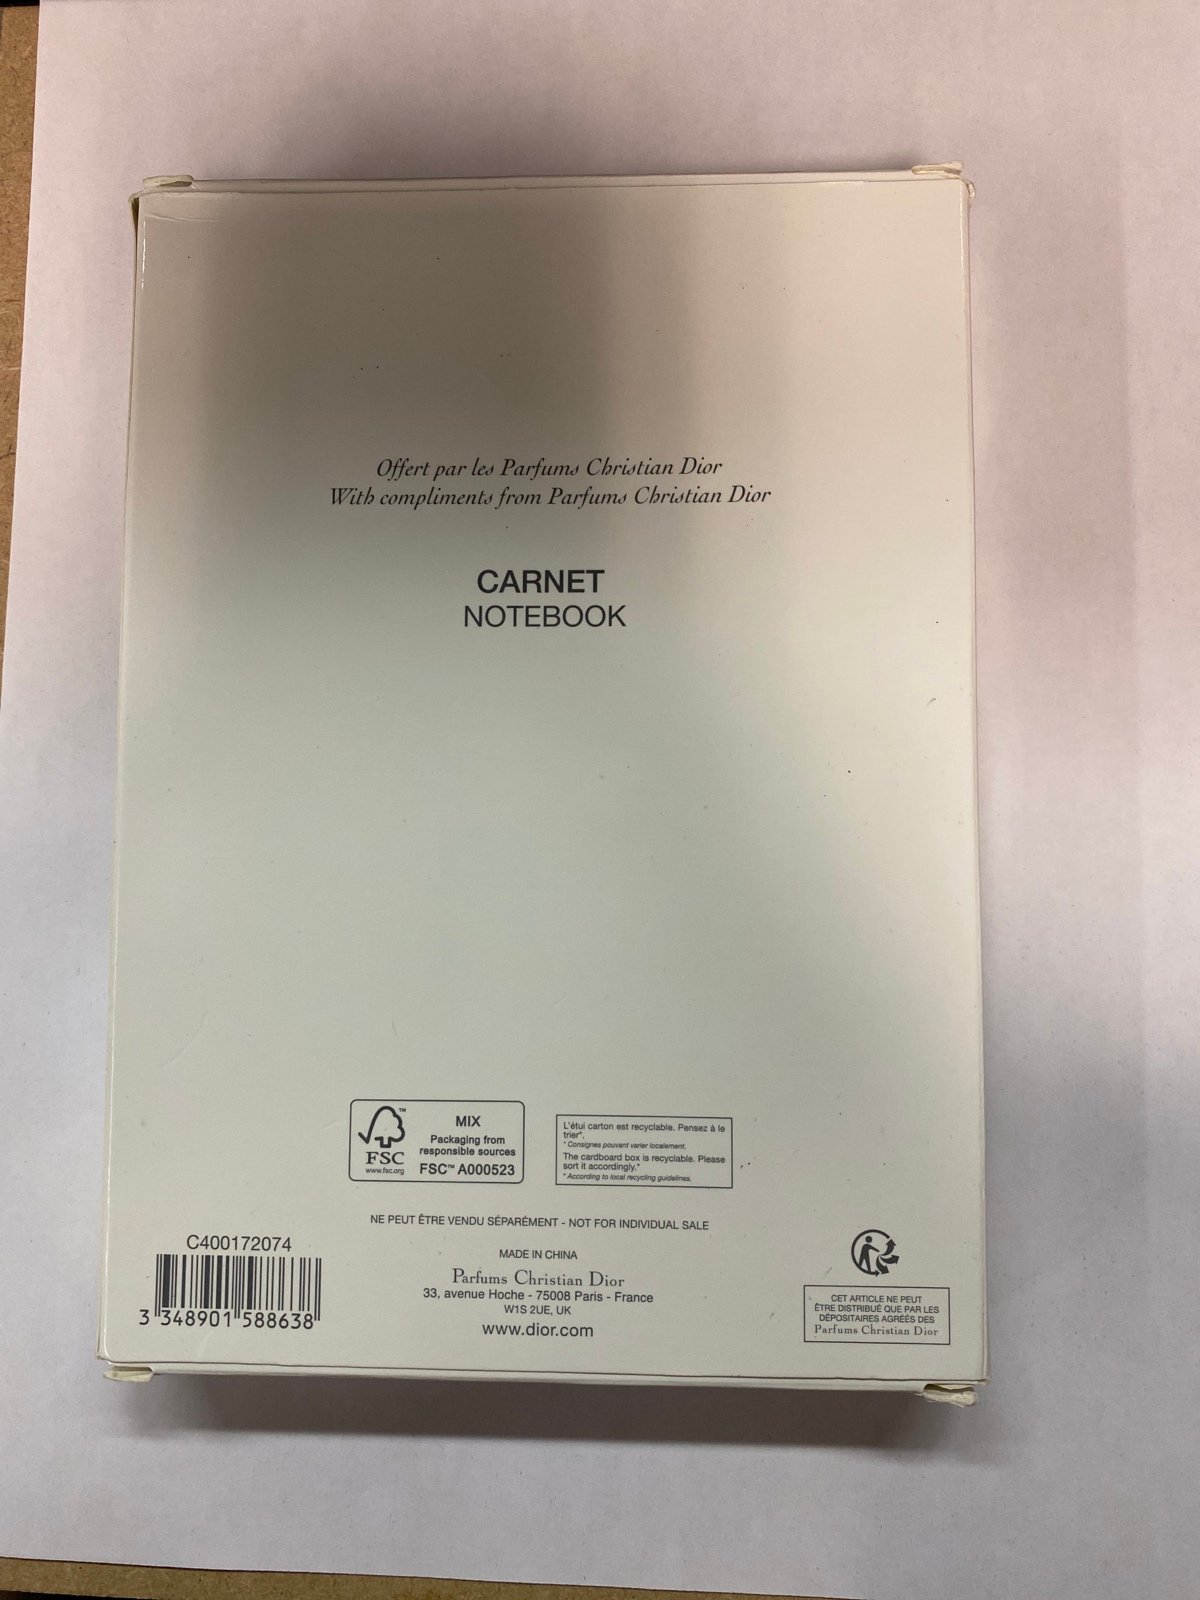 Offert par les Parfums Christian Dior
With compliments from Parfums Christian Dior
CARNET
NOTEBOOK
FSC
™
www.fsc.org
MIX
Packaging from
responsible sources
FSC™ A000523
L'étui carton est recyclable. Pensez à le
trier*.
* Consignes pouvant varier localement.
The cardboard box is recyclable. Please
sort it accordingly.*
* According to local recycling guidelines.
NE PEUT ÊTRE VENDU SÉPARÉMENT - NOT FOR INDIVIDUAL SALE
C400172074
3 348901 588638
MADE IN CHINA
Parfums Christian Dior
33, avenue Hoche - 75008 Paris - France
W1S 2UE, UK
www.dior.com
CET ARTICLE NE PEUT
ÊTRE DISTRIBUÉ QUE PAR LES
DÉPOSITAIRES AGRÉÉS DES
Parfums Christian Dior